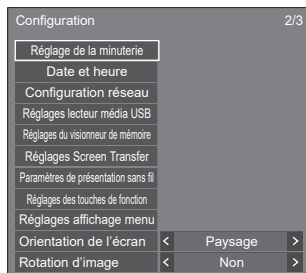 Configuration 2/3
Réglage de la minuterie
Date et heure
Configuration réseau
Réglages lecteur média USB
Réglages du visionneur de mémoire
Réglages Screen Transfer
Paramètres de présentation sans fil
Réglages des touches de fonction
Réglages affichage menu
Orientation de l'écran < Paysage >
Rotation d'image < Non >